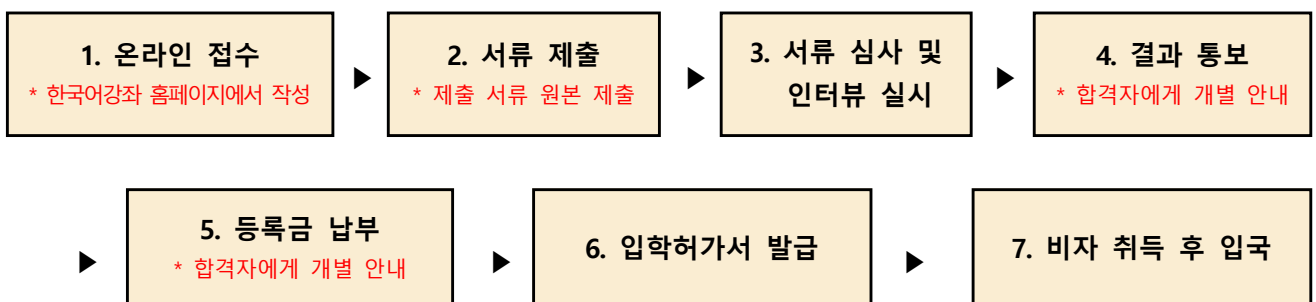 1. 온라인 접수
* 한국어강좌 홈페이지에서 작성
2. 서류 제출
* 제출 서류 원본 제출
3. 서류 심사 및
인터뷰 실시
4. 결과 통보
* 합격자에게 개별 안내
5. 등록금 납부
* 합격자에게 개별 안내
6. 입학허가서 발급
7. 비자 취득 후 입국